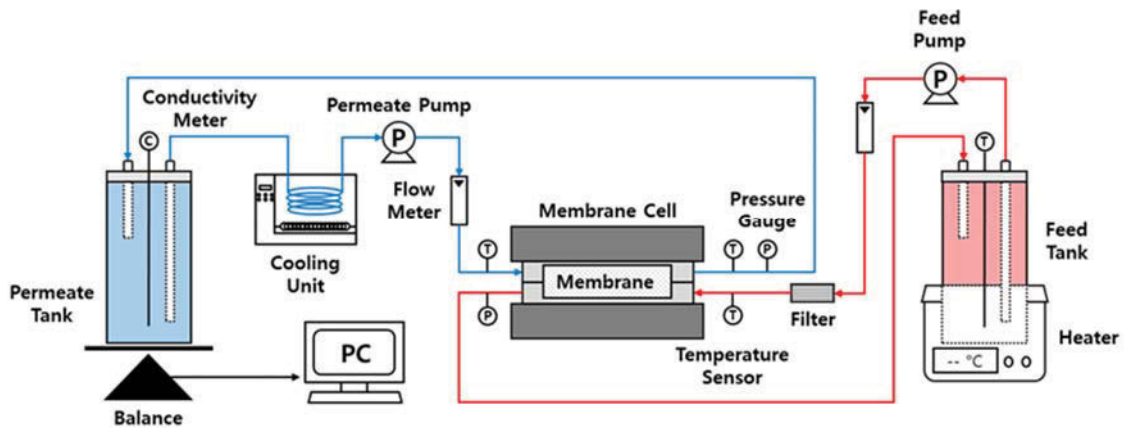 Feed
Pump
P
Conductivity
Meter
Permeate Pump
C
P
T
Flow
Meter
Membrane Cell
Pressure
Gauge
Feed
Tank
T
T
P
Cooling
Unit
Membrane
Permeate
Tank
P
T
Filter
Heater
PC
Temperature
Sensor
-- °C
Balance